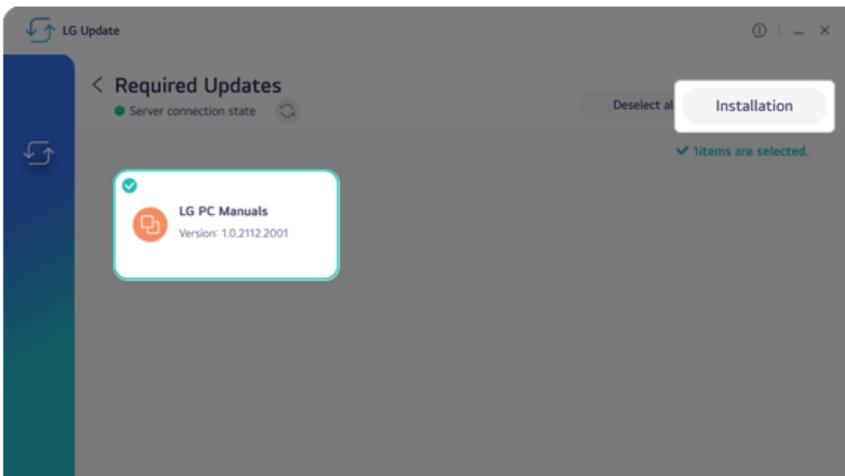 LG Update
Required Updates
Server connection state
Deselect al
Installation
1items are selected.
LG PC Manuals
Version: 1.0.2112.2001